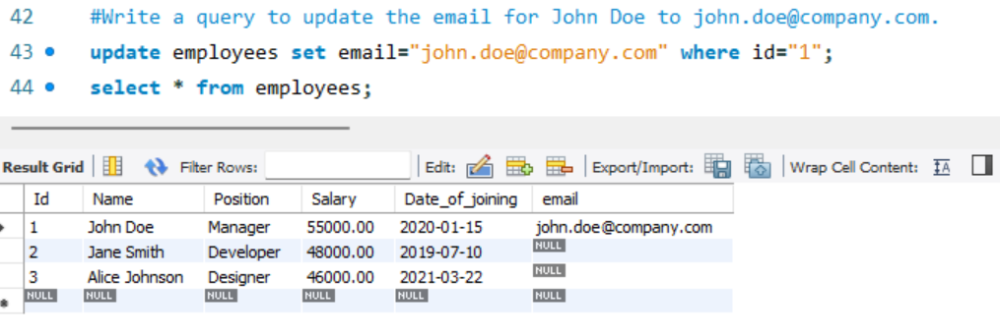 42 #Write a query to update the email for John Doe to john.doe@company.com.
43 update employees set email="john.doe@company.com" where id="1";
44 select * from employees;
Result Grid Filter Rows: Edit: Export/Import: Wrap Cell Content: IA
Id Name Position Salary Date_of_joining email
1 John Doe Manager 55000.00 2020-01-15 john.doe@company.com
2 Jane Smith Developer 48000.00 2019-07-10 NULL
3 Alice Johnson Designer 46000.00 2021-03-22 NULL
NULL NULL NULL NULL NULL NULL